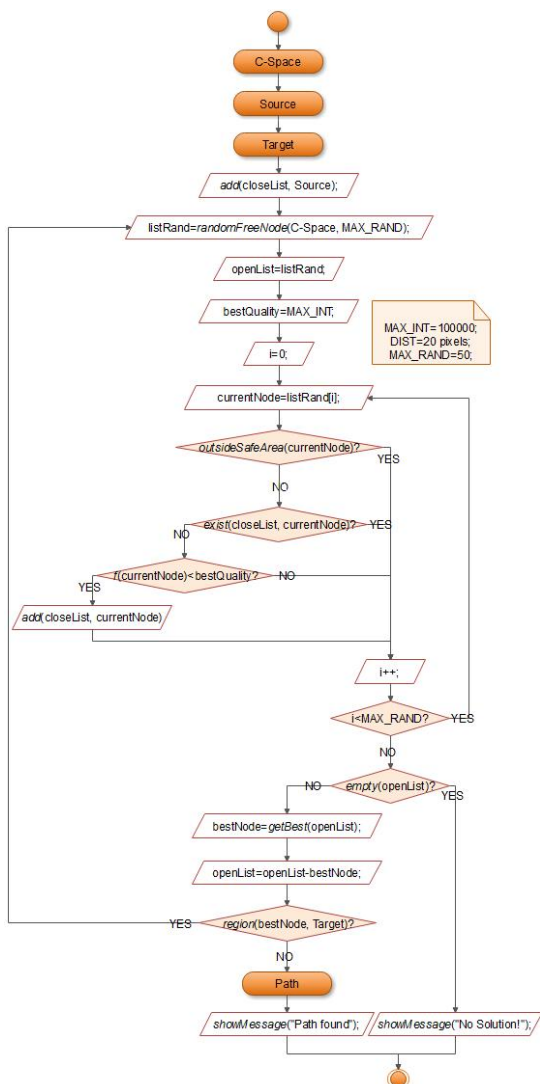 C-Space
Source
Target
add(closeList, Source);
listRand=randomFreeNode(C-Space, MAX_RAND);
openList=listRand;
bestQuality=MAX_INT;
MAX_INT=100000;
DIST=20 pixels;
MAX_RAND=50;
i=0;
currentNode=listRand[i];
outsideSafeArea(currentNode)?
YES
NO
exist(closeList, currentNode)?
YES
NO
f(currentNode)<bestQuality?
NO
YES
add(closeList, currentNode)
i++;
i<MAX_RAND?
YES
NO
empty(openList)?
NO
YES
bestNode=getBest(openList);
openList=openList-bestNode;
region(bestNode, Target)?
YES
NO
Path
showMessage("Path found");
showMessage("No Solution!");